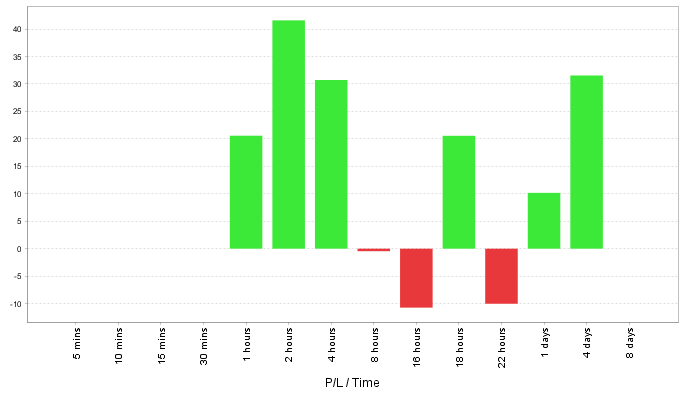 40
35
30
25
20
15
10
5
0
-5
-10
5 mins
10 mins
15 mins
30 mins
1 hours
2 hours
4 hours
8 hours
16 hours
18 hours
22 hours
1 days
4 days
8 days
P/L / Time